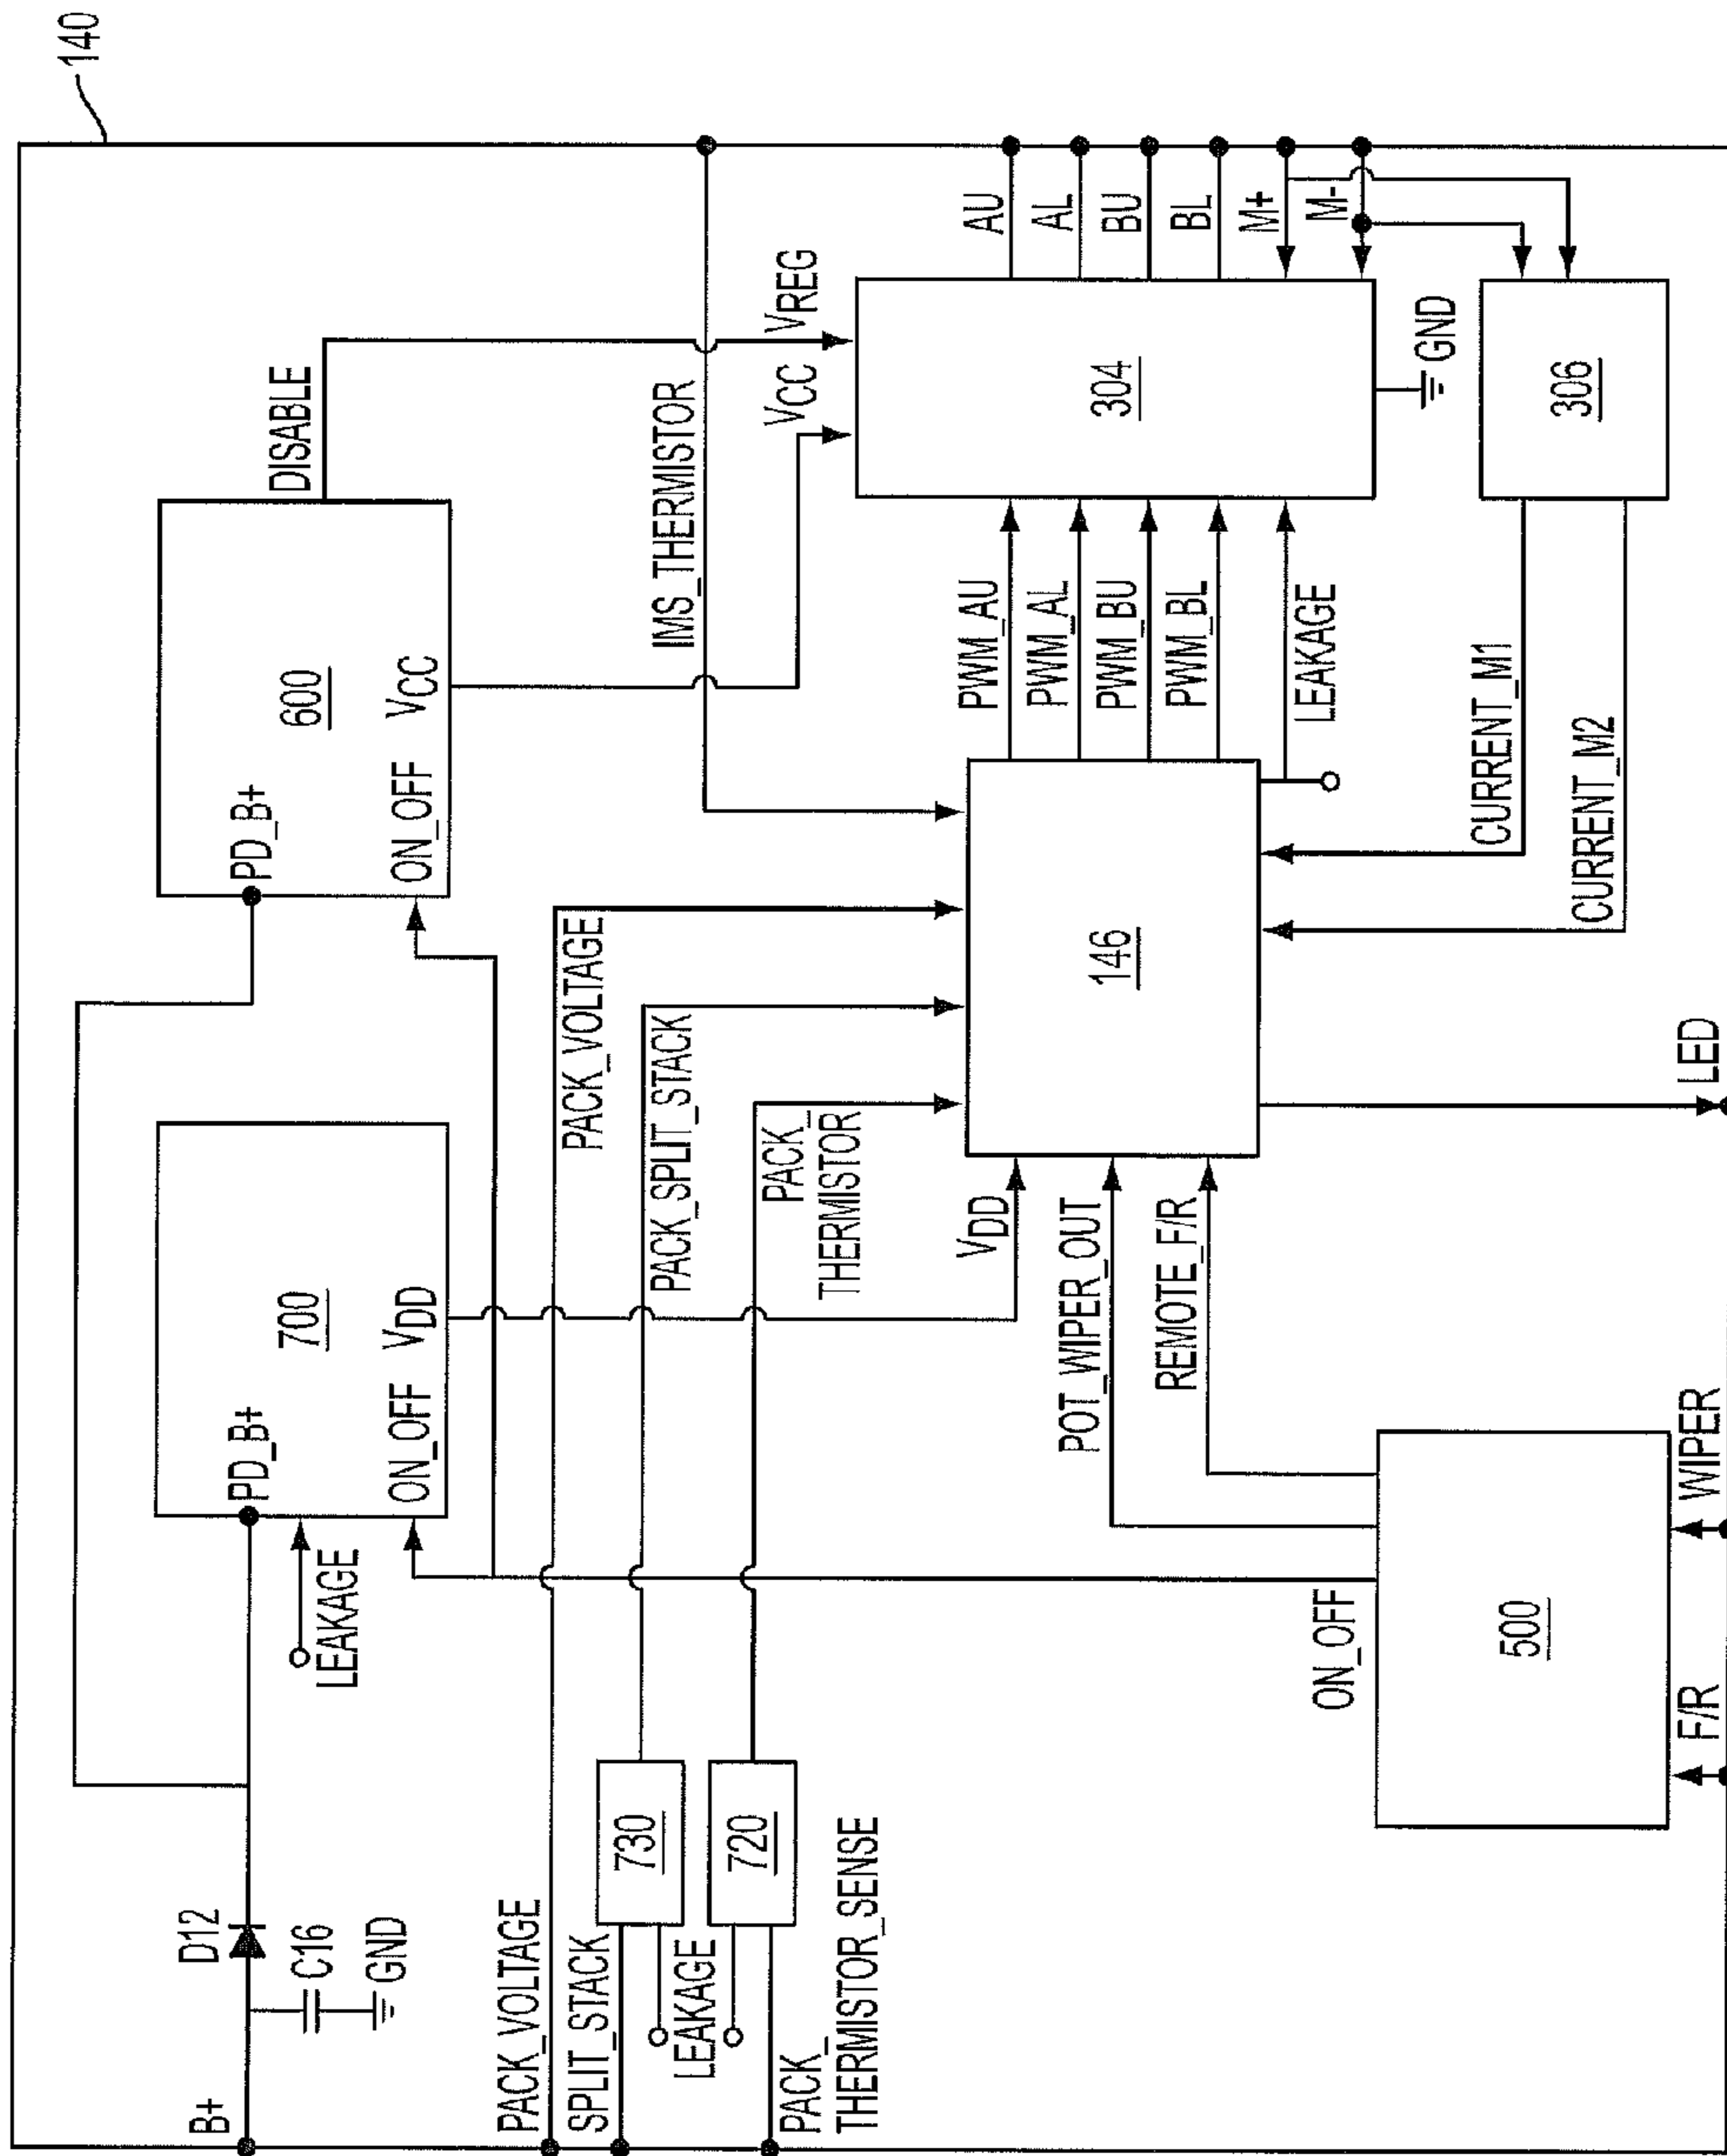 140
B+
D12
C16
GND
PD_B+
700
LEAKAGE
ON_OFF
VDD
PD_B+
600
ON_OFF
VCC
DISABLE
PACK_VOLTAGE
SPLIT_STACK
LEAKAGE
PACK_
THERMISTOR_SENSE
730
720
PACK_VOLTAGE
PACK_SPLIT_STACK
PACK_
THERMISTOR
IMS_THERMISTOR
VCC
VREG
VDD
POT_WIPER_OUT
REMOTE_F/R
146
PWM_AU
PWM_AL
PWM_BU
PWM_BL
LEAKAGE
304
GND
AU
AL
BU
BL
M+
M-
306
CURRENT_M1
CURRENT_M2
ON_OFF
500
F/R
WIPER
LED